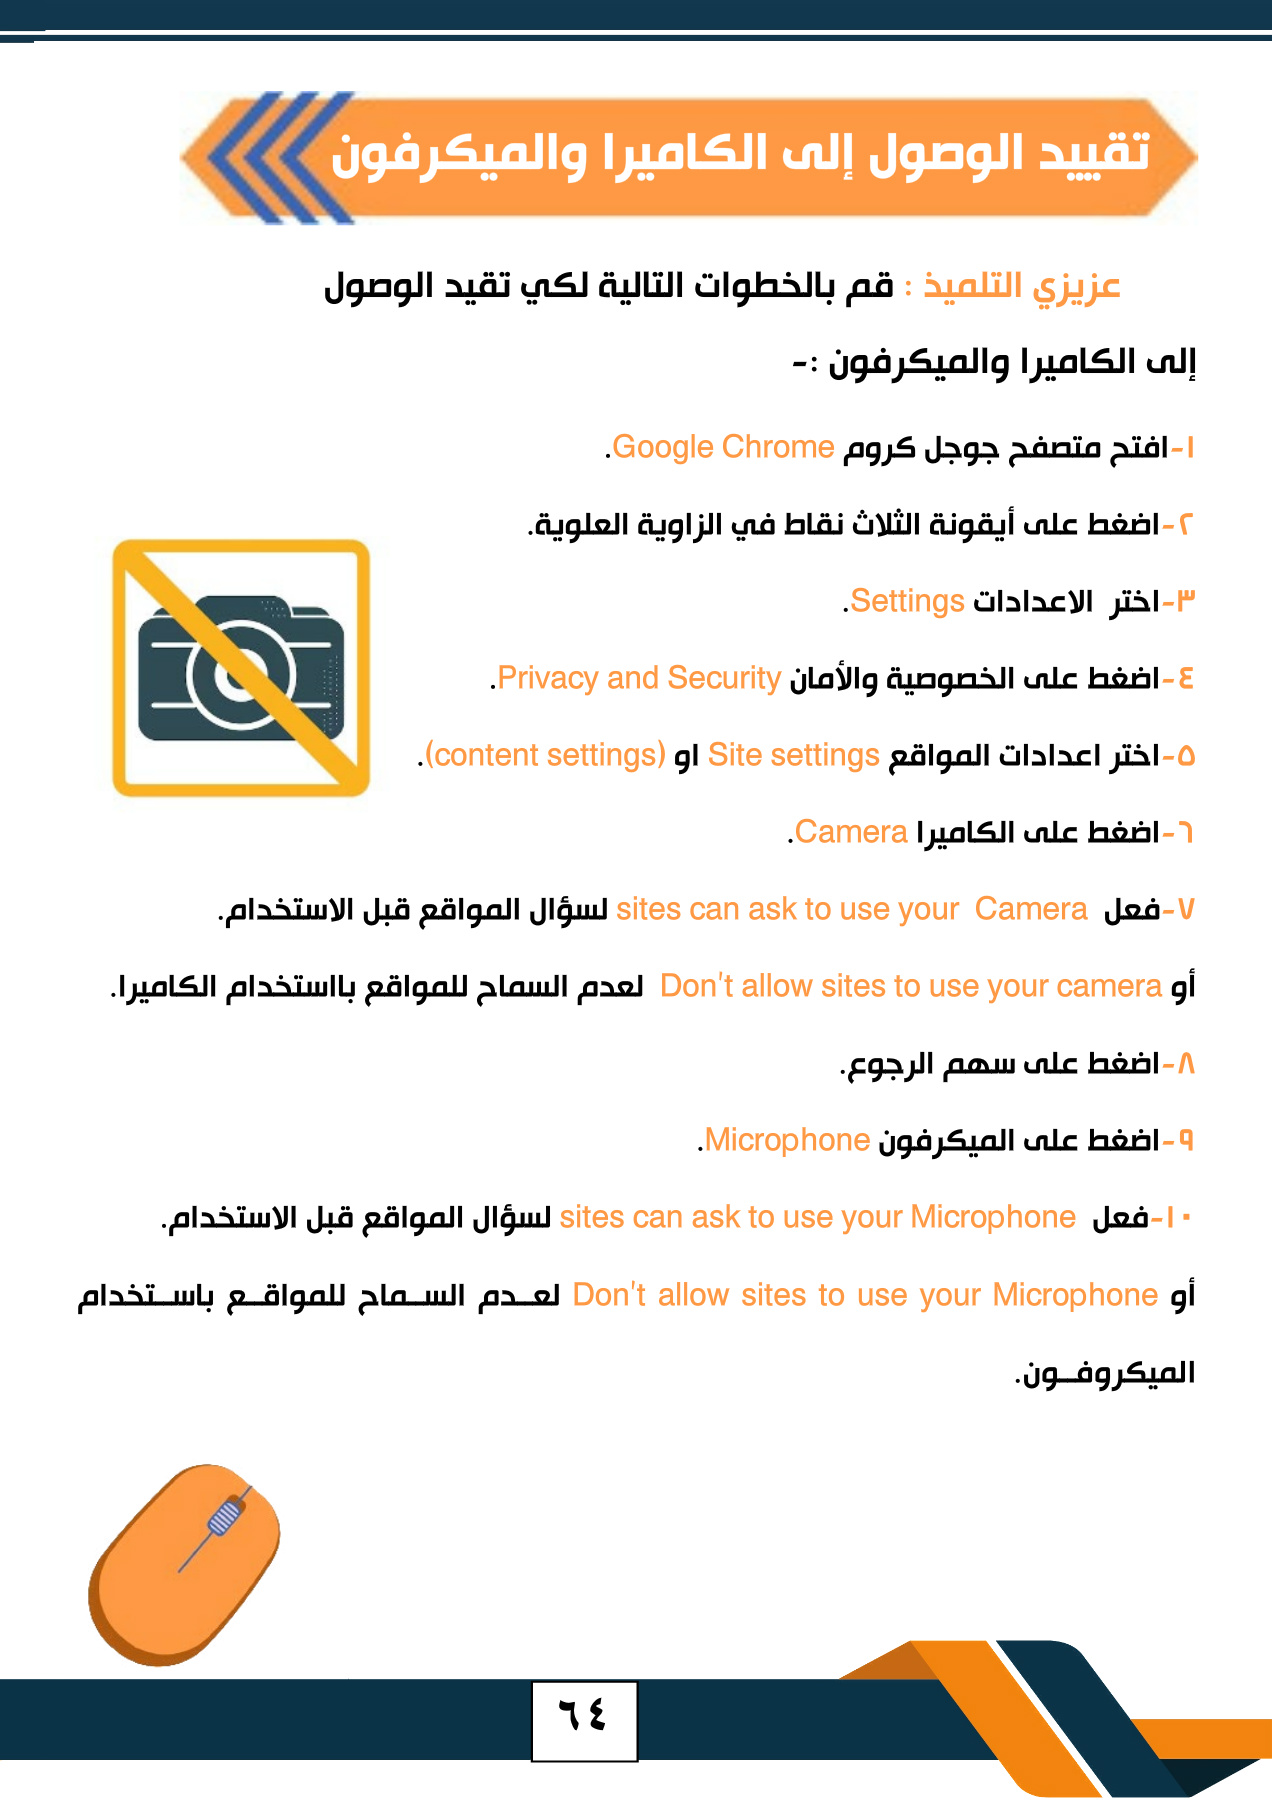 تقييد الوصول إلى الكاميرا والميكرفون
عزيزي التلميذ : قم بالخطوات التالية لكي تقيد الوصول
إلى الكاميرا والميكرفون :-
١-افتح متصفح جوجل كروم Google Chrome.
٢-اضغط على أيقونة الثلاث نقاط في الزاوية العلوية.
٣-اختر الاعدادات Settings.
٤-اضغط على الخصوصية والأمان Privacy and Security.
٥-اختر اعدادات المواقع Site settings او (content settings).
٦-اضغط على الكاميرا Camera.
٧-فعل sites can ask to use your Camera لسؤال المواقع قبل الاستخدام.
أو Don't allow sites to use your camera لعدم السماح للمواقع بااستخدام الكاميرا.
٨-اضغط على سهم الرجوع.
٩-اضغط على الميكرفون Microphone.
١٠-فعل sites can ask to use your Microphone لسؤال المواقع قبل الاستخدام.
أو Don't allow sites to use your Microphone لعــدم الســماح للمواقــع باســتخدام
الميكروفــون.
٦٤